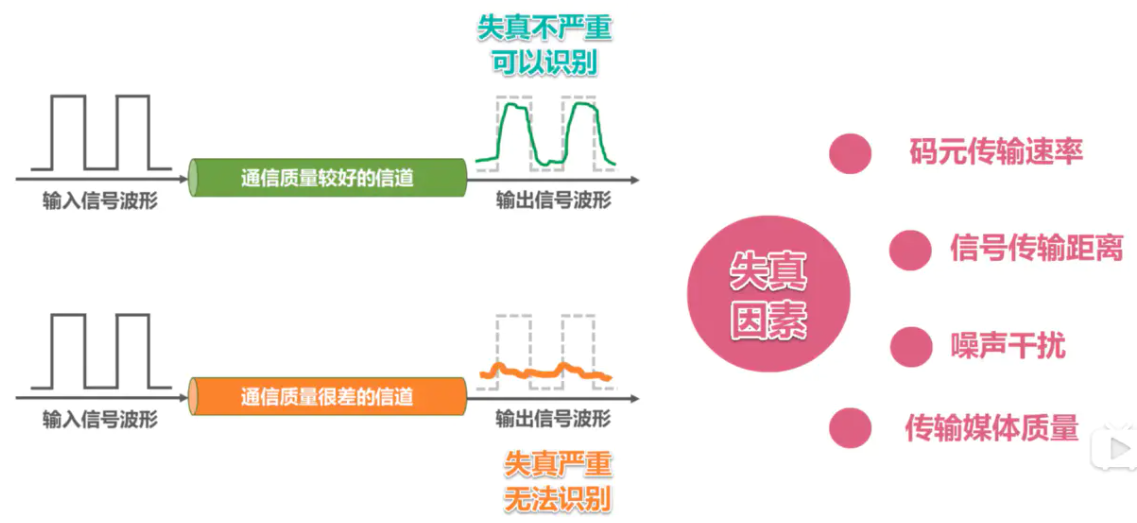 失真不严重
可以识别
通信质量较好的信道
输入信号波形
输出信号波形
通信质量很差的信道
输入信号波形
输出信号波形
失真严重
无法识别
失真
因素
码元传输速率
信号传输距离
噪声干扰
传输媒体质量